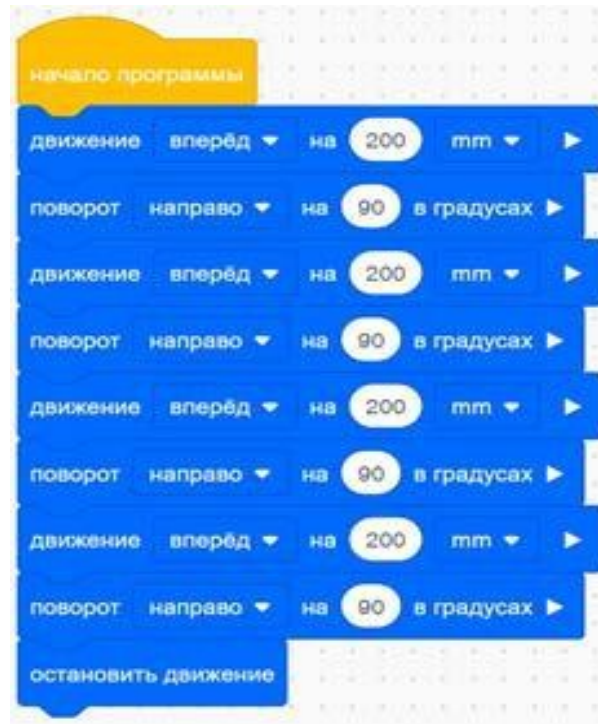 начало программы
движение вперёд на 200 mm
поворот направо на 90 в градусах
движение вперёд на 200 mm
поворот направо на 90 в градусах
движение вперёд на 200 mm
поворот направо на 90 в градусах
движение вперёд на 200 mm
поворот направо на 90 в градусах
остановить движение